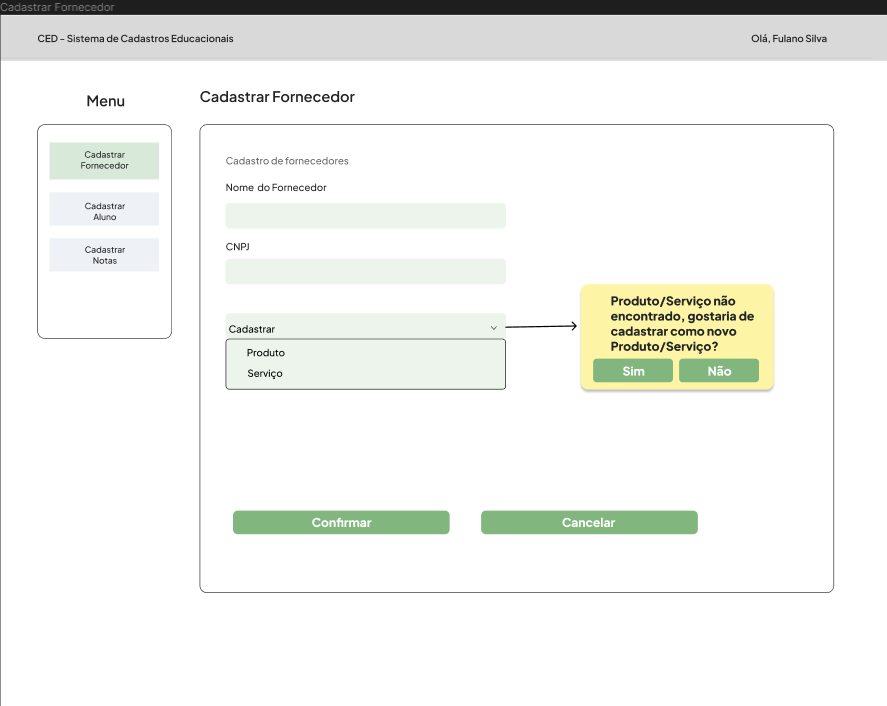 Cadastrar Fornecedor
CED - Sistema de Cadastros Educacionais
Olá, Fulano Silva
Menu
Cadastrar
Fornecedor
Cadastrar
Aluno
Cadastrar
Notas
Cadastrar Fornecedor
Cadastro de fornecedores
Nome do Fornecedor
CNPJ
Cadastrar
Produto
Serviço
Produto/Serviço não
encontrado, gostaria de
cadastrar como novo
Produto/Serviço?
Sim
Não
Confirmar
Cancelar